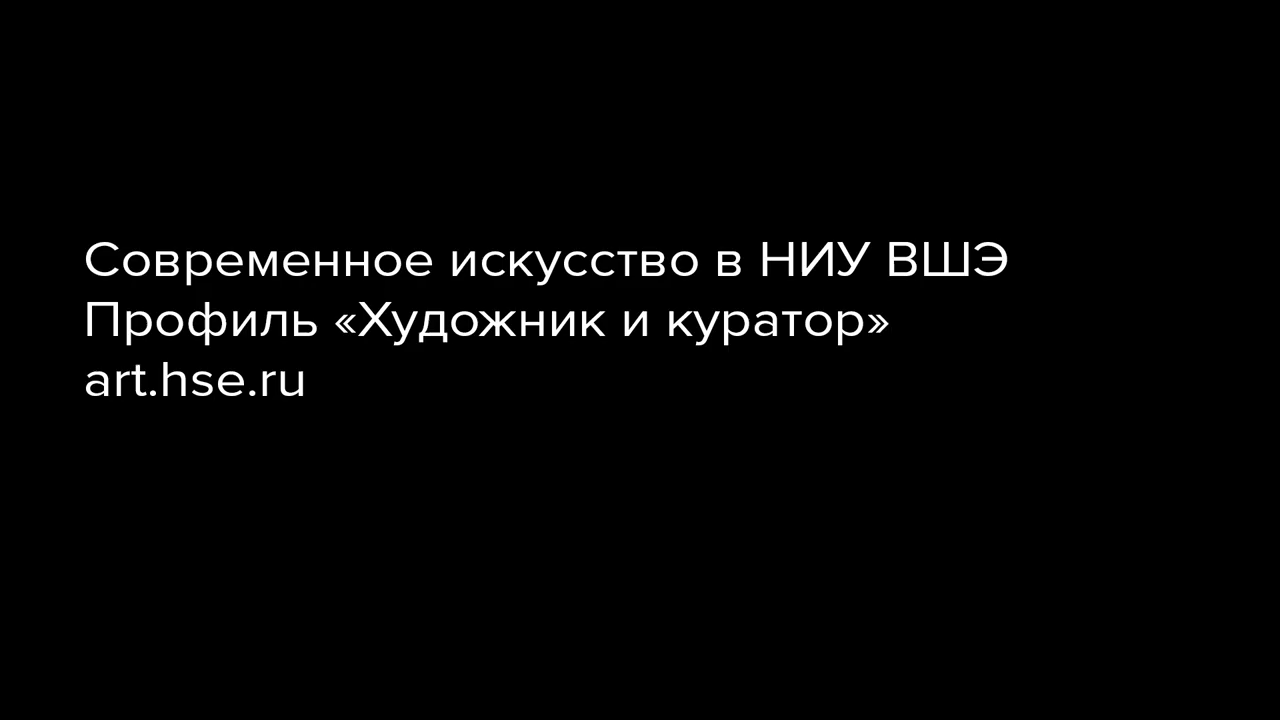 Современное искусство в НИУ ВШЭ
Профиль «Художник и куратор»
art.hse.ru